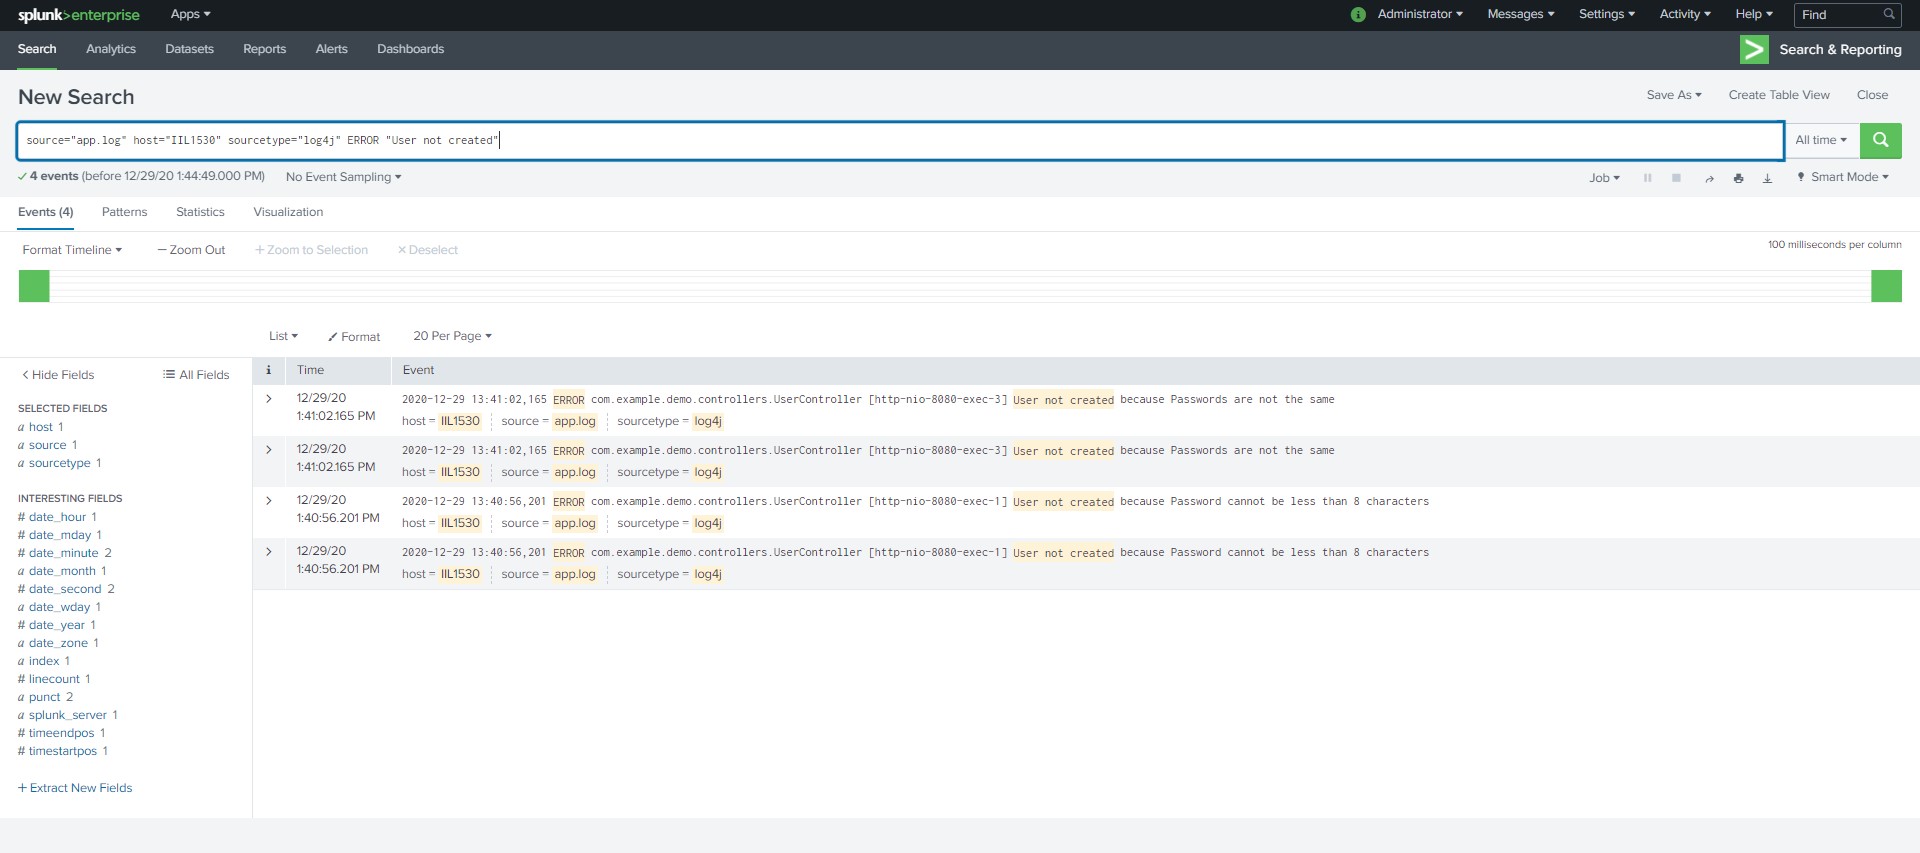 splunk>enterprise Apps Administrator Messages Settings Activity Help Find
Search Analytics Datasets Reports Alerts Dashboards Search & Reporting
New Search Save As Create Table View Close
source="app.log" host="IIL1530" sourcetype="log4j" ERROR "User not created" All time
4 events (before 12/29/20 1:44:49.000 PM) No Event Sampling Job Smart Mode
Events (4) Patterns Statistics Visualization
Format Timeline — Zoom Out + Zoom to Selection × Deselect 100 milliseconds per column
List Format 20 Per Page
< Hide Fields All Fields
i Time Event
SELECTED FIELDS
a host 1
a source 1
a sourcetype 1
INTERESTING FIELDS
# date_hour 1
# date_mday 1
# date_minute 2
a date_month 1
# date_second 2
a date_wday 1
# date_year 1
a date_zone 1
a index 1
# linecount 1
a punct 2
a splunk_server 1
# timeendpos 1
# timestartpos 1
+ Extract New Fields
> 12/29/20 2020-12-29 13:41:02,165 ERROR com.example.demo.controllers.UserController [http-nio-8080-exec-3] User not created because Passwords are not the same
1:41:02.165 PM host = IIL1530 source = app.log sourcetype = log4j
> 12/29/20 2020-12-29 13:41:02,165 ERROR com.example.demo.controllers.UserController [http-nio-8080-exec-3] User not created because Passwords are not the same
1:41:02.165 PM host = IIL1530 source = app.log sourcetype = log4j
> 12/29/20 2020-12-29 13:40:56,201 ERROR com.example.demo.controllers.UserController [http-nio-8080-exec-1] User not created because Password cannot be less than 8 characters
1:40:56.201 PM host = IIL1530 source = app.log sourcetype = log4j
> 12/29/20 2020-12-29 13:40:56,201 ERROR com.example.demo.controllers.UserController [http-nio-8080-exec-1] User not created because Password cannot be less than 8 characters
1:40:56.201 PM host = IIL1530 source = app.log sourcetype = log4j